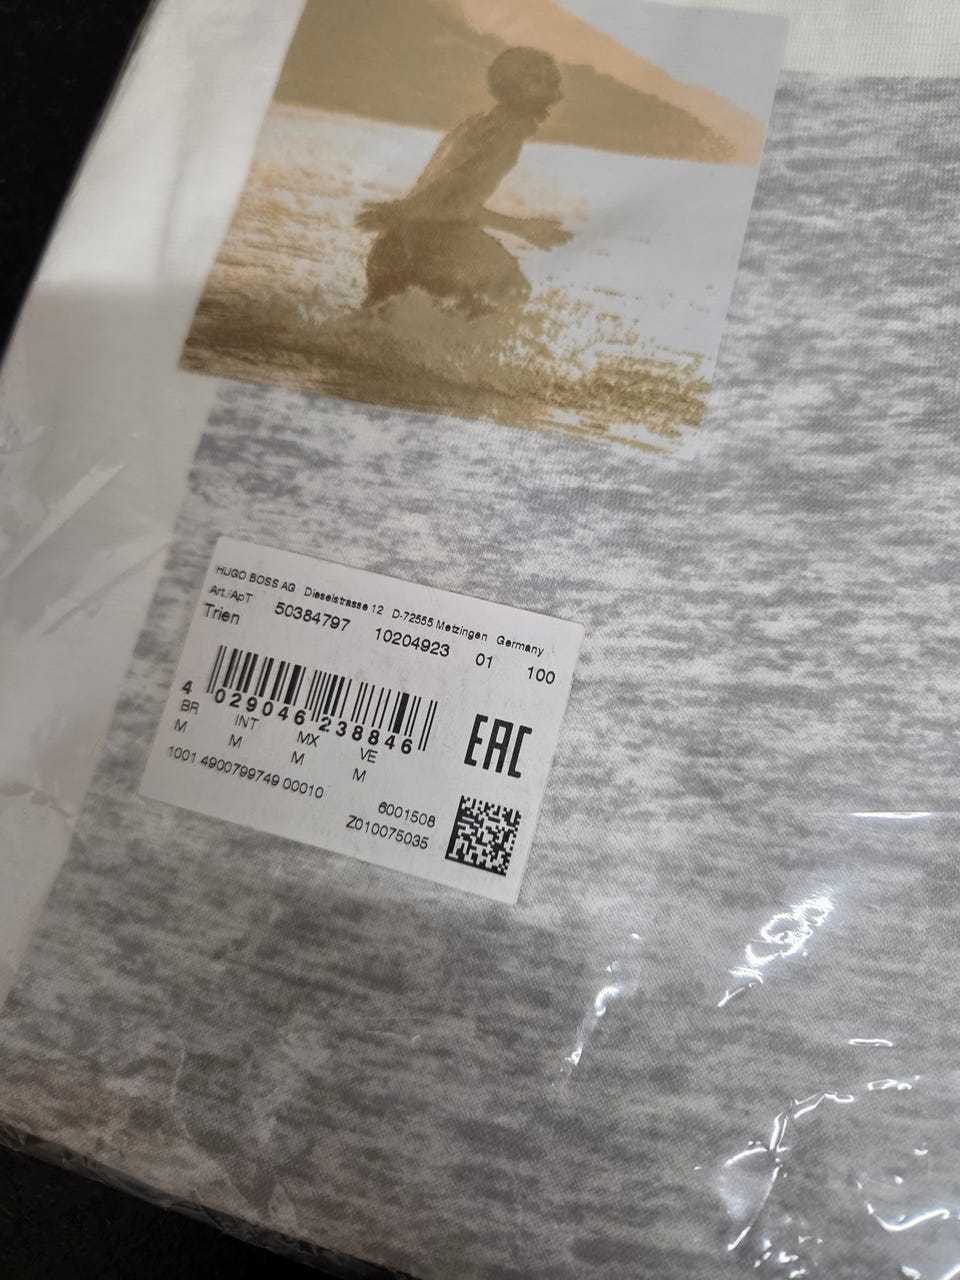 HUGO BOSS AG Dieselstrasse 12 D-72555 Metzingen Germany
Art./ApT 50384797 10204923 01 100
Trien
4 029046 238846
BR INT MX VE
M M M M
1001 4900799749 00010
EAC
6001508
Z010075035